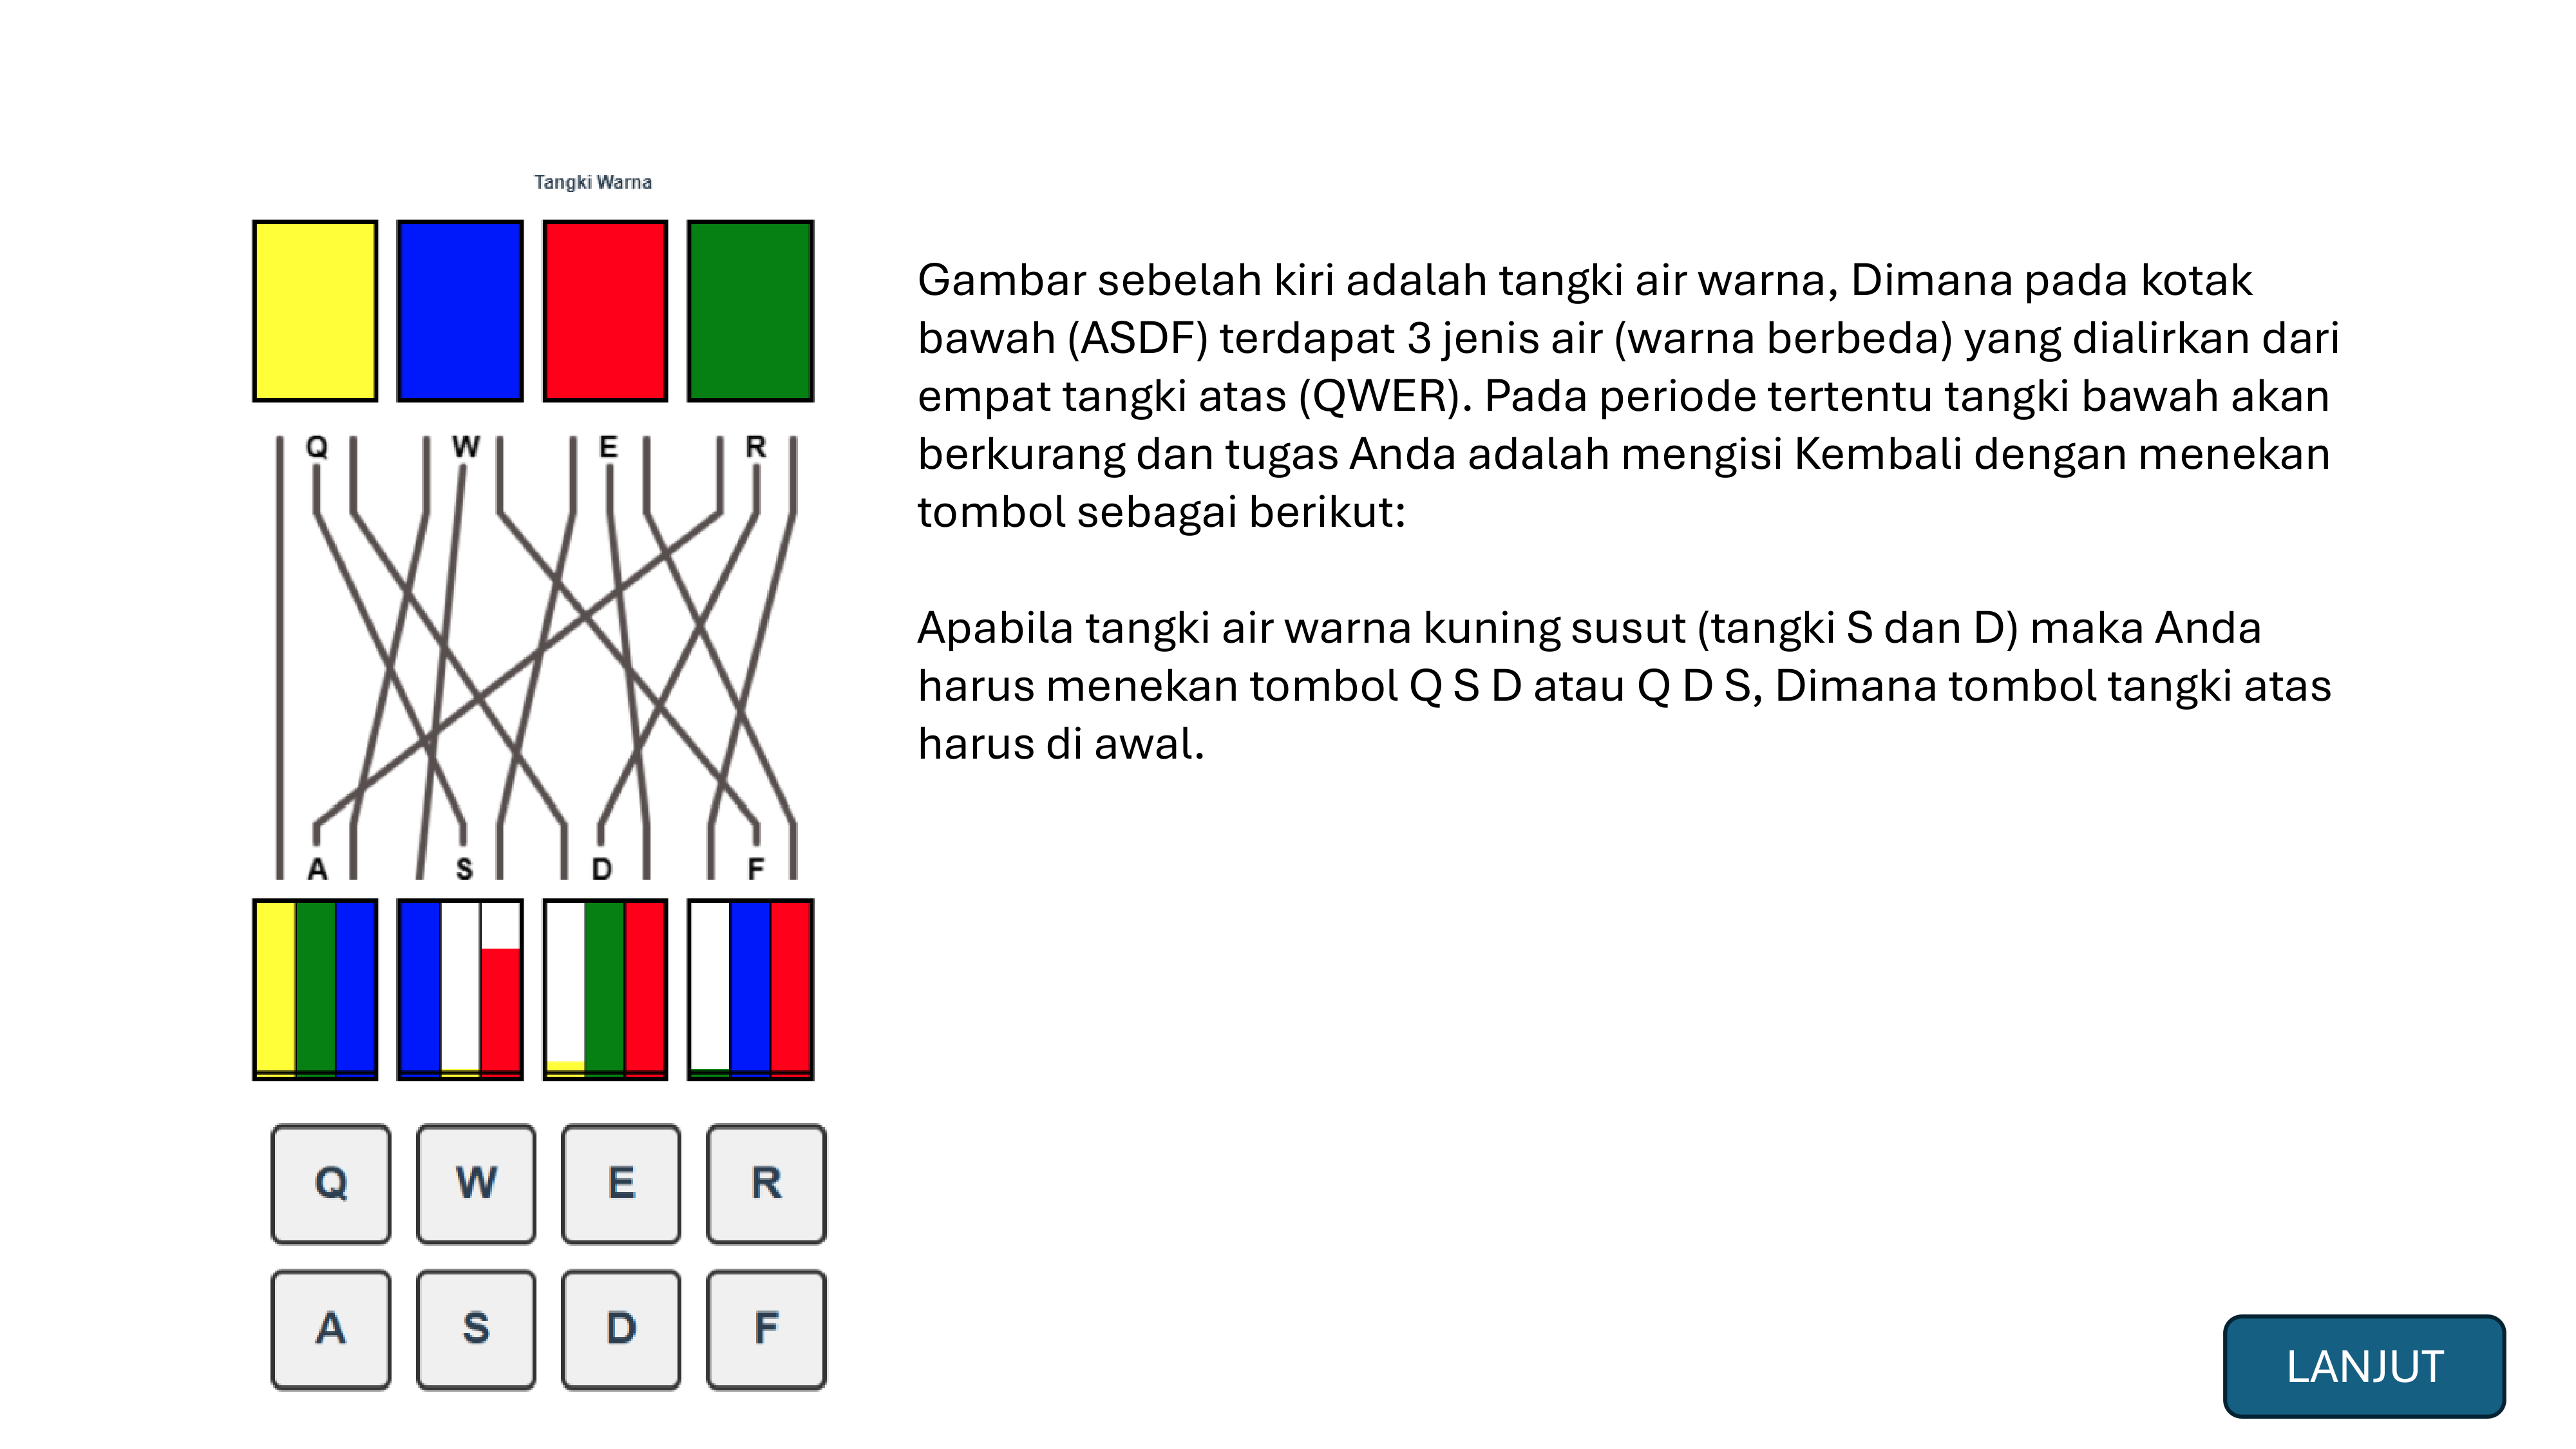 Tangki Warna
Q W E R
A S D F
Q W E R
A S D F
Gambar sebelah kiri adalah tangki air warna, Dimana pada kotak
bawah (ASDF) terdapat 3 jenis air (warna berbeda) yang dialirkan dari
empat tangki atas (QWER). Pada periode tertentu tangki bawah akan
berkurang dan tugas Anda adalah mengisi Kembali dengan menekan
tombol sebagai berikut:
Apabila tangki air warna kuning susut (tangki S dan D) maka Anda
harus menekan tombol Q S D atau Q D S, Dimana tombol tangki atas
harus di awal.
LANJUT